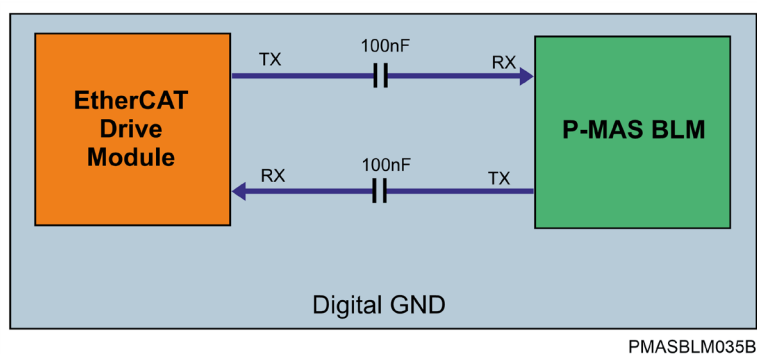 100nF
TX
RX
EtherCAT
Drive
Module
P-MAS BLM
100nF
RX
TX
Digital GND
PMASBLM035B